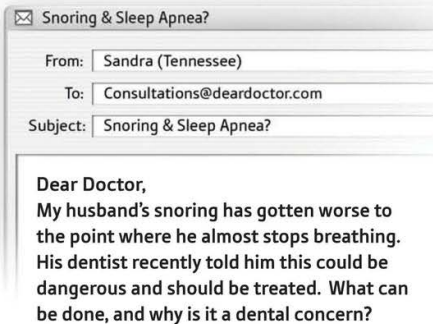 Snoring & Sleep Apnea?
From: Sandra (Tennessee)
To: Consultations@deardoctor.com
Subject: Snoring & Sleep Apnea?
Dear Doctor,
My husband's snoring has gotten worse to
the point where he almost stops breathing.
His dentist recently told him this could be
dangerous and should be treated. What can
be done, and why is it a dental concern?